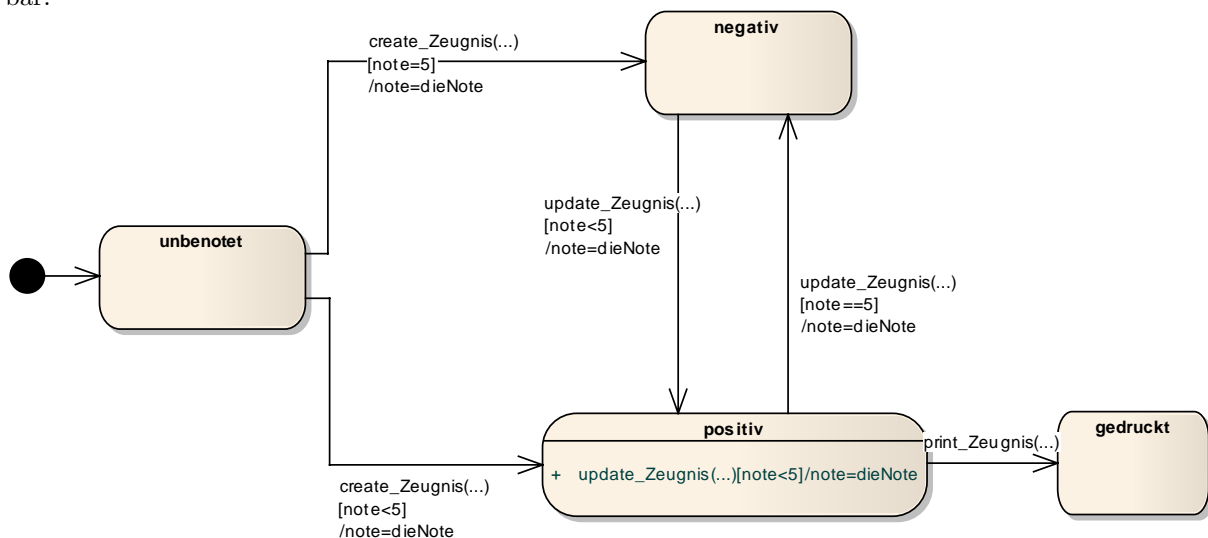 bar.
negativ
create_Zeugnis(...)
[note=5]
/note=dieNote
update_Zeugnis(...)
[note<5]
/note=dieNote
unbenotet
update_Zeugnis(...)
[note==5]
/note=dieNote
positiv
+ update_Zeugnis(...)[note<5]/note=dieNote
print_Zeugnis(...)
gedruckt
create_Zeugnis(...)
[note<5]
/note=dieNote